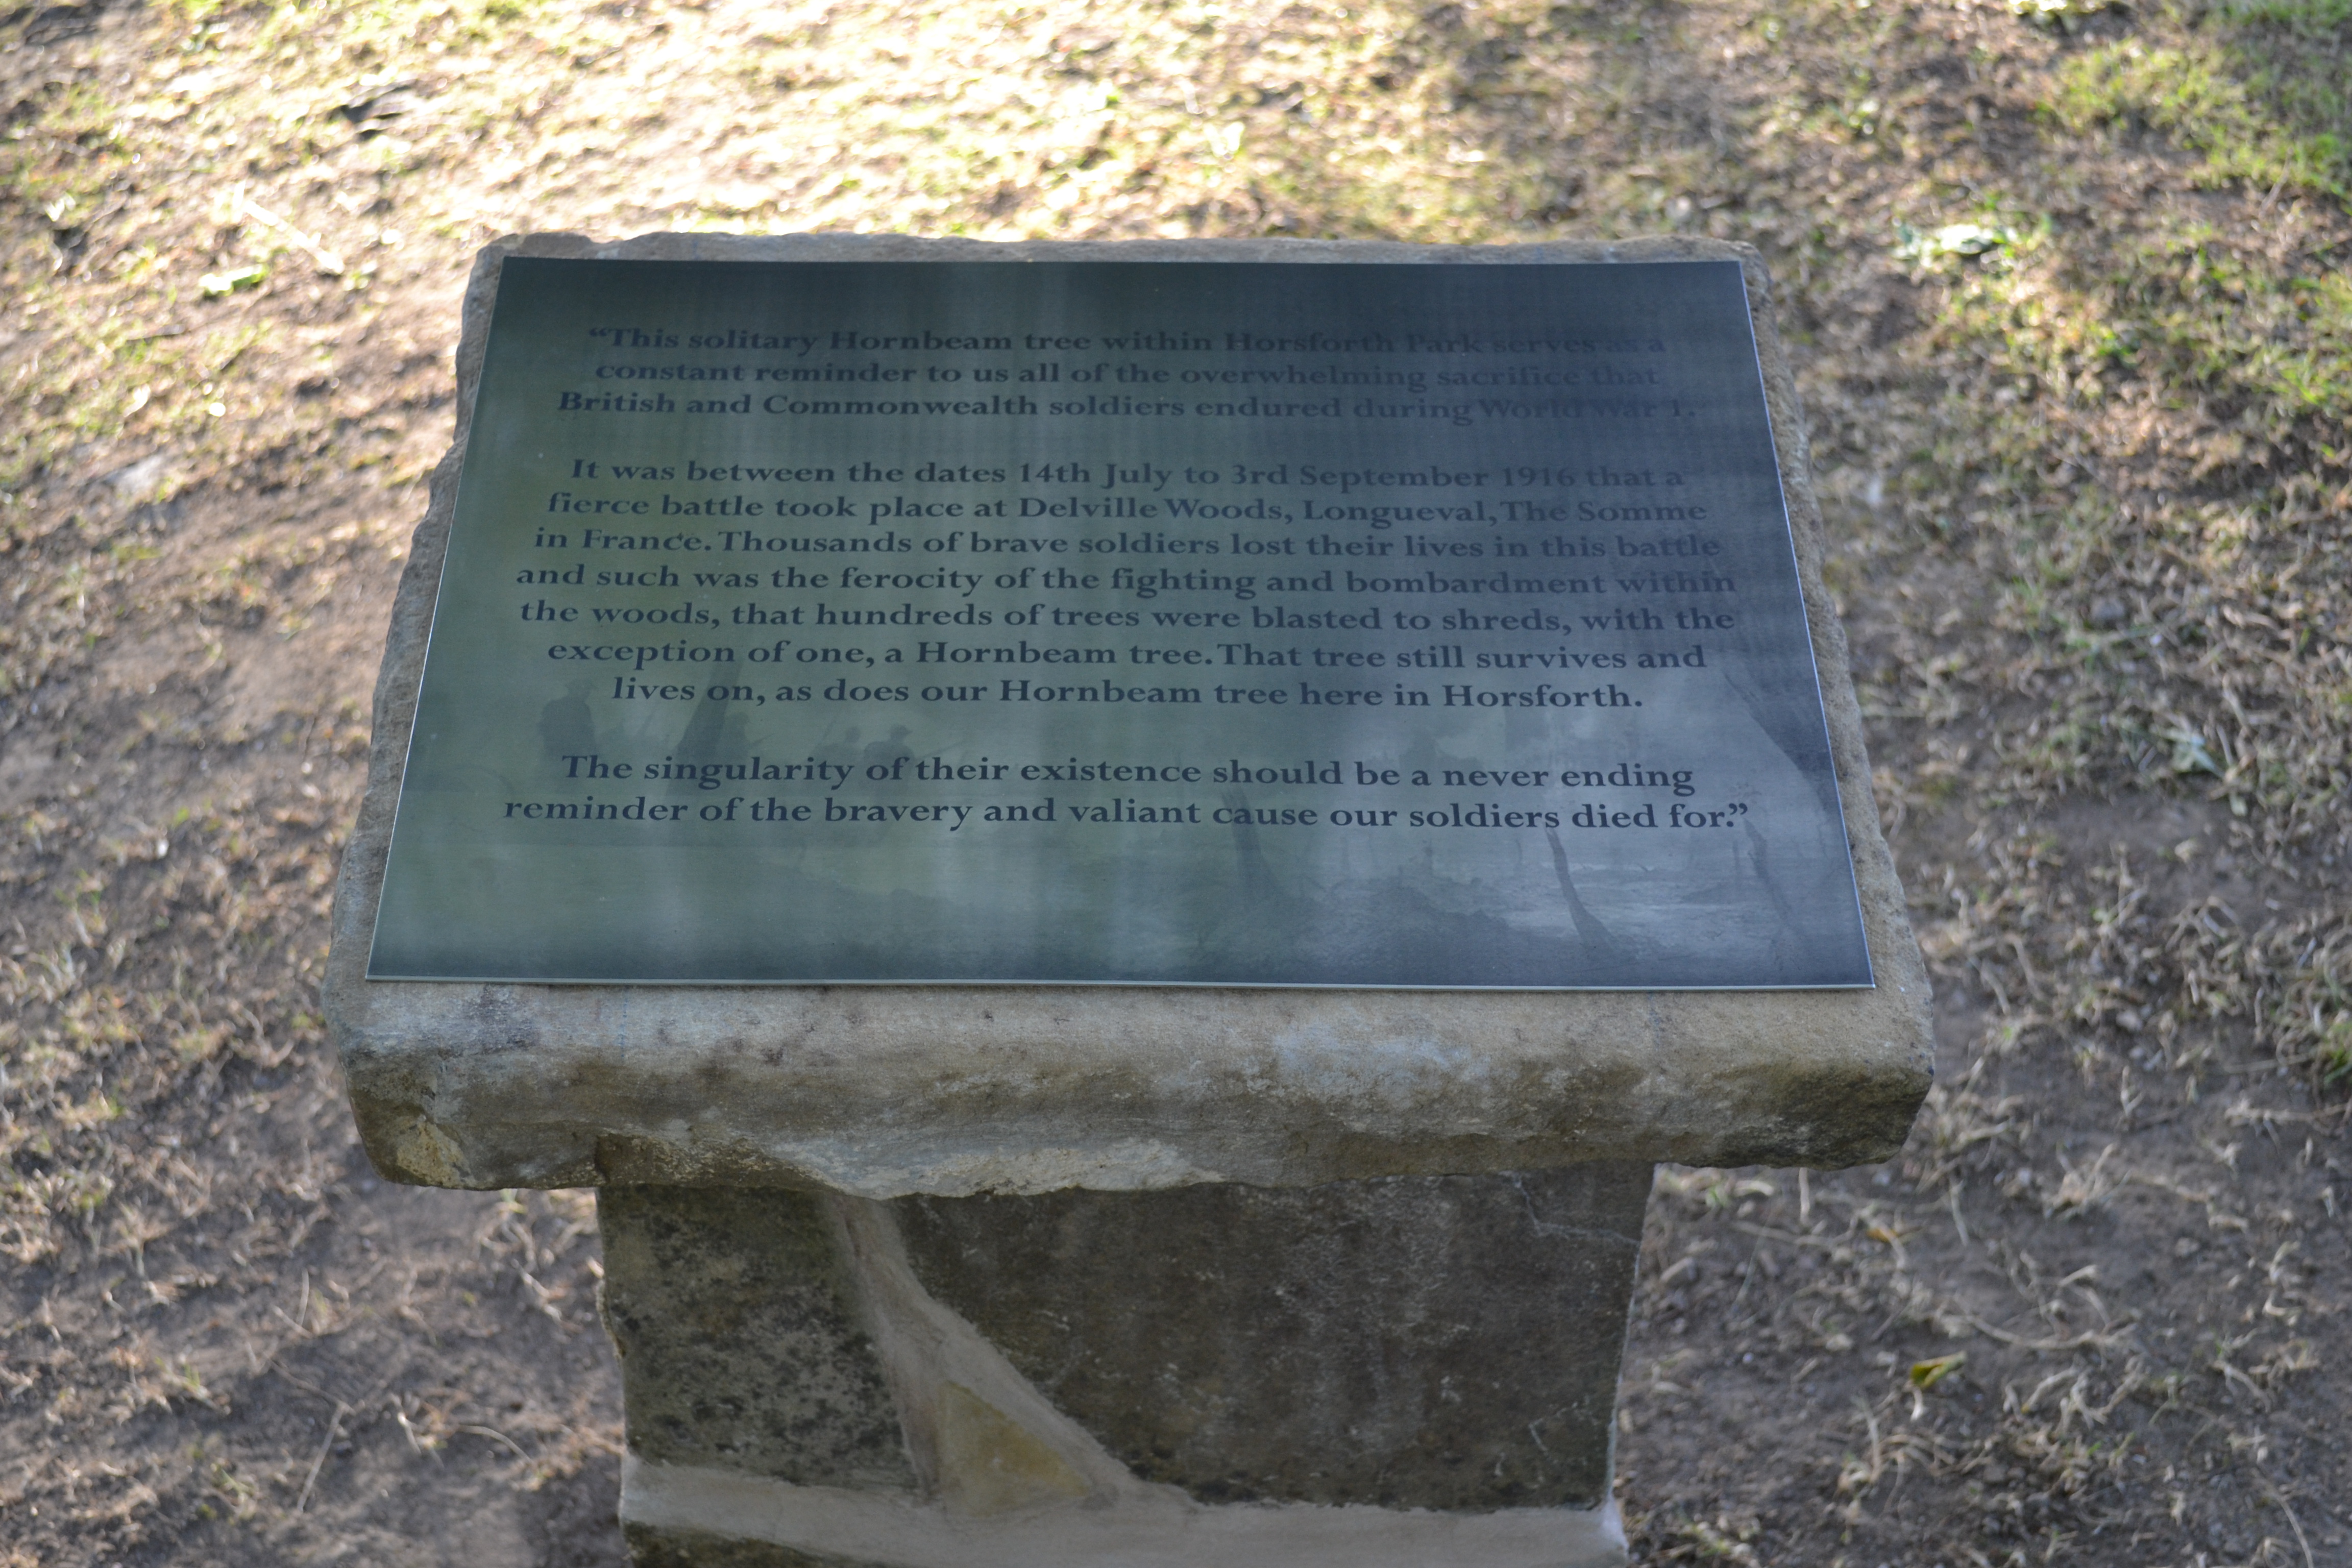 “This solitary Hornbeam tree within Horsforth Park serves as a
constant reminder to us all of the overwhelming sacrifice that
British and Commonwealth soldiers endured during World War 1.
It was between the dates 14th July to 3rd September 1916 that a
fierce battle took place at Delville Woods, Longueval, The Somme
in France. Thousands of brave soldiers lost their lives in this battle
and such was the ferocity of the fighting and bombardment within
the woods, that hundreds of trees were blasted to shreds, with the
exception of one, a Hornbeam tree. That tree still survives and
lives on, as does our Hornbeam tree here in Horsforth.
The singularity of their existence should be a never ending
reminder of the bravery and valiant cause our soldiers died for.”